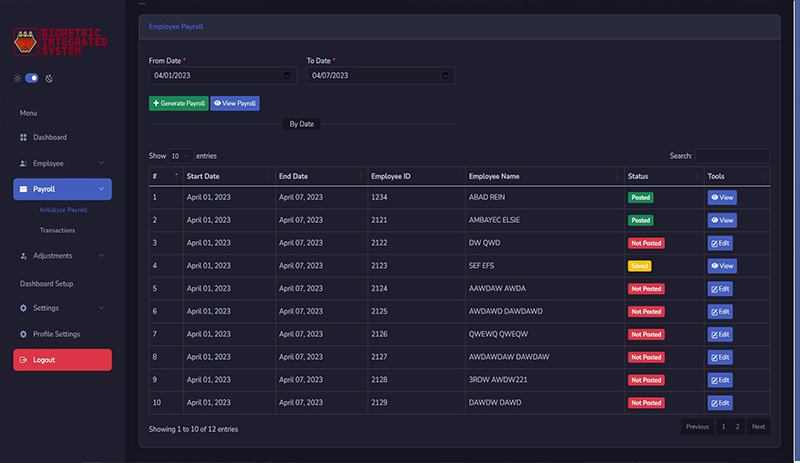 BIOMETRIC
INTEGRATED
SYSTEM
Menu
Dashboard
Employee
Payroll
Initialyze Payroll
Transactions
Adjustments
Dashboard Setup
Settings
Profile Settings
Logout
Employee Payroll
From Date * To Date *
04/01/2023 04/07/2023
Generate Payroll View Payroll
By Date
Show 10 entries Search:
# Start Date End Date Employee ID Employee Name Status Tools
1 April 01, 2023 April 07, 2023 1234 ABAD REIN Posted View
2 April 01, 2023 April 07, 2023 2121 AMBAYEC ELSIE Posted View
3 April 01, 2023 April 07, 2023 2122 DW QWD Not Posted Edit
4 April 01, 2023 April 07, 2023 2123 SEF EFS Saved View
5 April 01, 2023 April 07, 2023 2124 AAWDAW AWDA Not Posted Edit
6 April 01, 2023 April 07, 2023 2125 AWDAWD DAWDAWD Not Posted Edit
7 April 01, 2023 April 07, 2023 2126 QWEWQ QWEQW Not Posted Edit
8 April 01, 2023 April 07, 2023 2127 AWDAWDAW DAWDAW Not Posted Edit
9 April 01, 2023 April 07, 2023 2128 3RDW AWDW221 Not Posted Edit
10 April 01, 2023 April 07, 2023 2129 DAWDW DAWD Not Posted Edit
Showing 1 to 10 of 12 entries Previous 1 2 Next